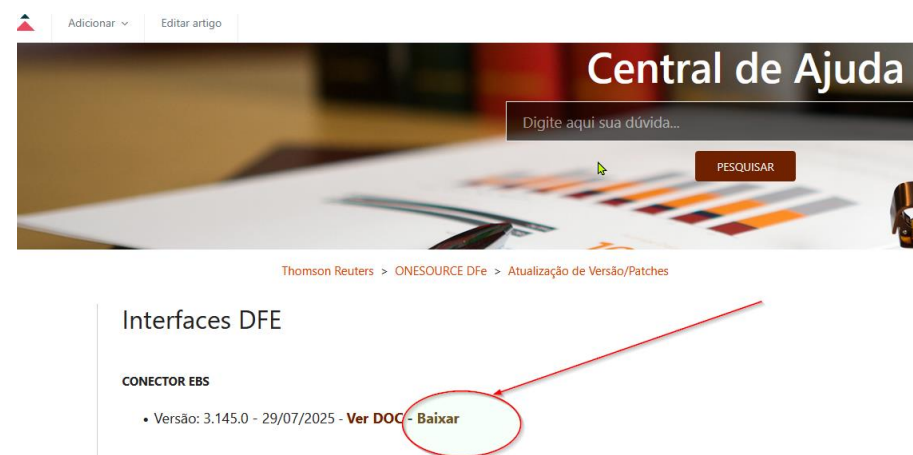 Adicionar Editar artigo
Central de Ajuda
Digite aqui sua dúvida...
PESQUISAR
Thomson Reuters > ONESOURCE DFe > Atualização de Versão/Patches
Interfaces DFE
CONECTOR EBS
• Versão: 3.145.0 - 29/07/2025 - Ver DOC - Baixar